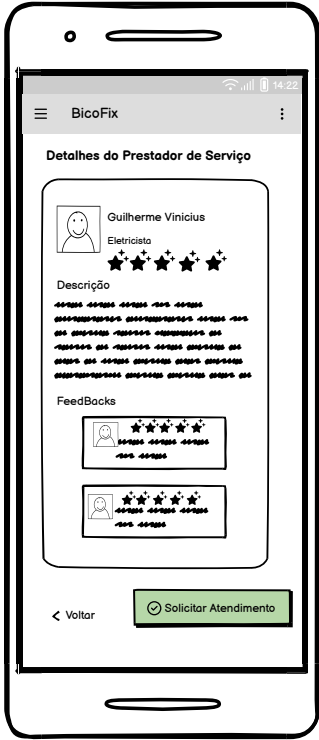 14:22
BicoFix
Detalhes do Prestador de Serviço
Guilherme Vinicius
Eletricista
Descrição
FeedBacks
Voltar
Solicitar Atendimento